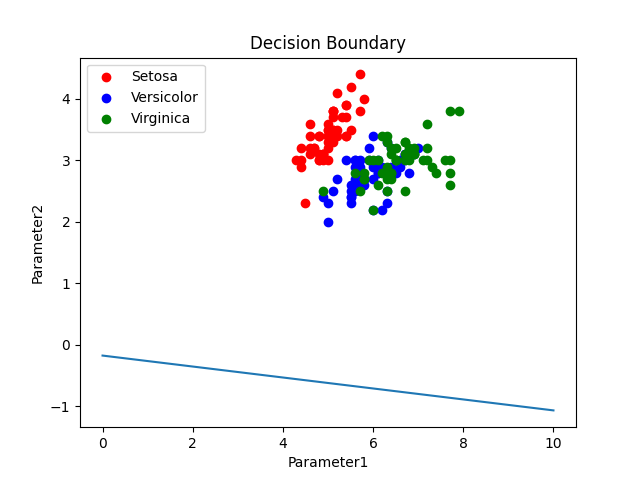 Decision Boundary
Setosa
Versicolor
Virginica
4
3
2
1
0
−1
Parameter2
0 2 4 6 8 10
Parameter1